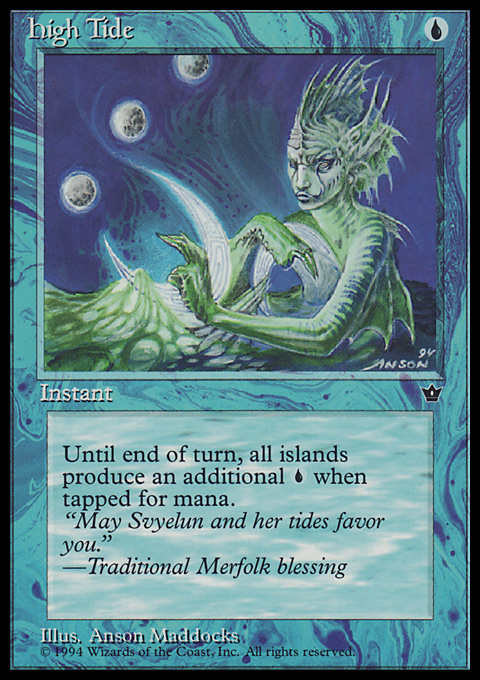 High Tide
94
ANSON
Instant
Until end of turn, all islands
produce an additional when
tapped for mana.
“May Svyelun and her tides favor
you.”
—Traditional Merfolk blessing
Illus. Anson Maddocks
© 1994 Wizards of the Coast, Inc. All rights reserved.